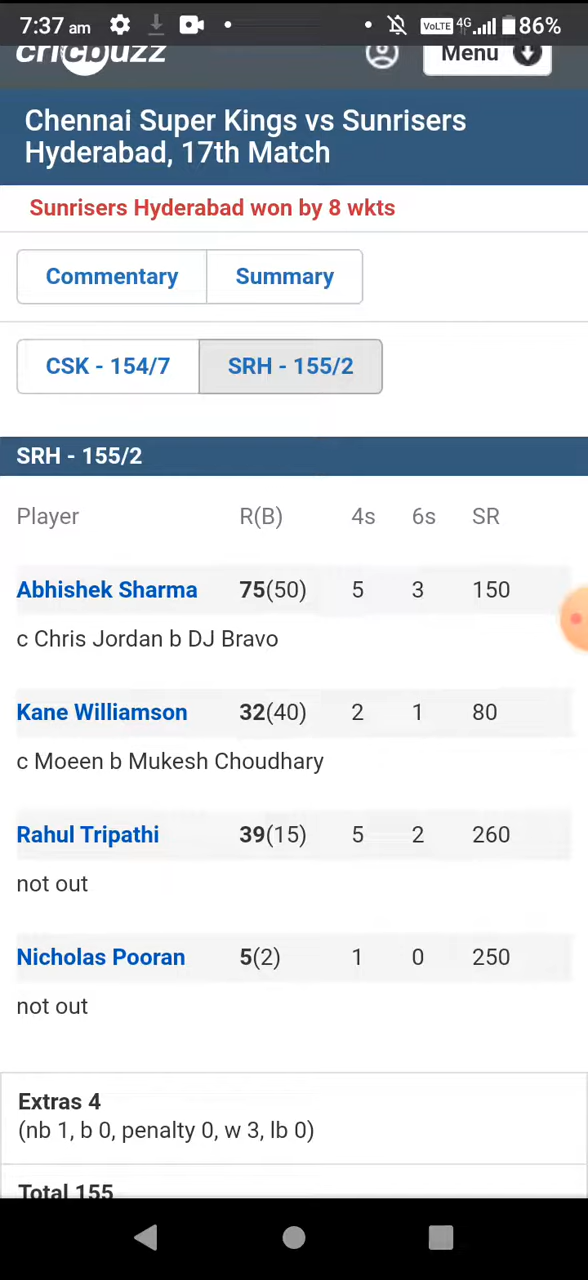 7:37 am VoLTE 4G 86%
cricbuzz Menu
Chennai Super Kings vs Sunrisers
Hyderabad, 17th Match
Sunrisers Hyderabad won by 8 wkts
Commentary Summary
CSK - 154/7 SRH - 155/2
SRH - 155/2
Player R(B) 4s 6s SR
Abhishek Sharma 75(50) 5 3 150
c Chris Jordan b DJ Bravo
Kane Williamson 32(40) 2 1 80
c Moeen b Mukesh Choudhary
Rahul Tripathi 39(15) 5 2 260
not out
Nicholas Pooran 5(2) 1 0 250
not out
Extras 4
(nb 1, b 0, penalty 0, w 3, lb 0)
Total 155